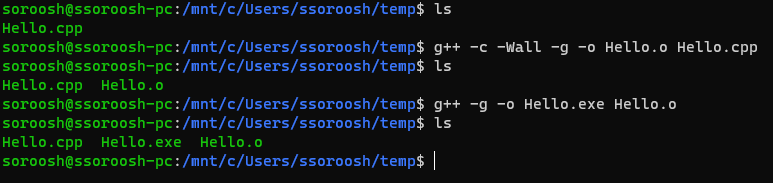 soroosh@ssoroosh-pc:/mnt/c/Users/ssoroosh/temp$ ls
Hello.cpp
soroosh@ssoroosh-pc:/mnt/c/Users/ssoroosh/temp$ g++ -c -Wall -g -o Hello.o Hello.cpp
soroosh@ssoroosh-pc:/mnt/c/Users/ssoroosh/temp$ ls
Hello.cpp  Hello.o
soroosh@ssoroosh-pc:/mnt/c/Users/ssoroosh/temp$ g++ -g -o Hello.exe Hello.o
soroosh@ssoroosh-pc:/mnt/c/Users/ssoroosh/temp$ ls
Hello.cpp  Hello.exe  Hello.o
soroosh@ssoroosh-pc:/mnt/c/Users/ssoroosh/temp$